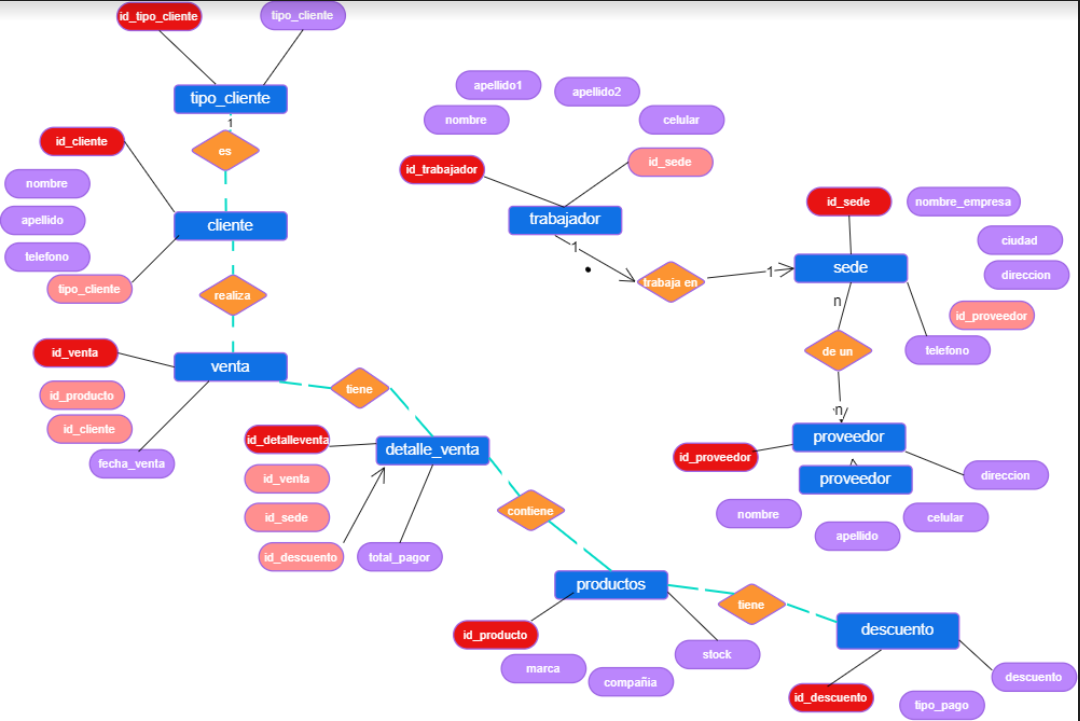 id_tipo_cliente
tipo_cliente
tipo_cliente
1
es
id_cliente
nombre
apellido
telefono
tipo_cliente
cliente
realiza
id_venta
id_producto
id_cliente
fecha_venta
venta
tiene
id_detalleventa
id_venta
id_sede
id_descuento
total_pagor
detalle_venta
contiene
productos
id_producto
marca
compañia
stock
tiene
descuento
id_descuento
tipo_pago
descuento
apellido1
apellido2
nombre
celular
id_trabajador
id_sede
trabajador
1
trabaja en
1
id_sede
nombre_empresa
ciudad
direccion
id_proveedor
telefono
sede
n
de un
n
proveedor
id_proveedor
proveedor
direccion
nombre
celular
apellido